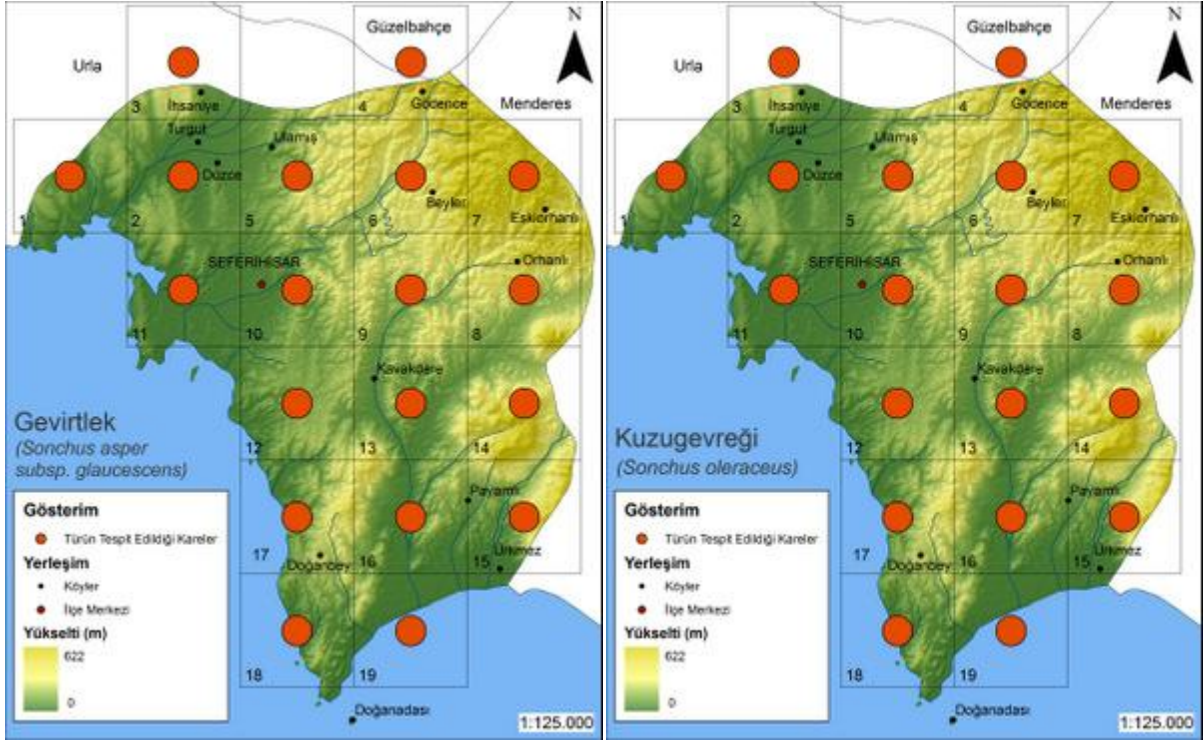 Güzelbahçe
N
Urla
3
İhsaniye
4
Gödence
Menderes
Turgut
Ulamış
Düzce
Beyler
1
2
5
6
7
Eskiorhanlı
SEFERİHİSAR
Orhanlı
11
10
9
8
Kavakdere
Gevirtlek
(Sonchus asper
subsp. glaucescens)
12
13
14
Gösterim
Türün Tespit Edildiği Kareler
Yerleşim
Köyler
İlçe Merkezi
Yükselti (m)
622
0
Payamlı
17
Doğanbey
16
15
Ürkmez
18
19
Doğanadası
1:125.000
Güzelbahçe
N
Urla
3
İhsaniye
4
Gödence
Menderes
Turgut
Ulamış
Düzce
Beyler
1
2
5
6
7
Eskiorhanlı
SEFERİHİSAR
Orhanlı
11
10
9
8
Kavakdere
Kuzugevreği
(Sonchus oleraceus)
12
13
14
Gösterim
Türün Tespit Edildiği Kareler
Yerleşim
Köyler
İlçe Merkezi
Yükselti (m)
622
0
Payamlı
17
Doğanbey
16
15
Ürkmez
18
19
Doğanadası
1:125.000